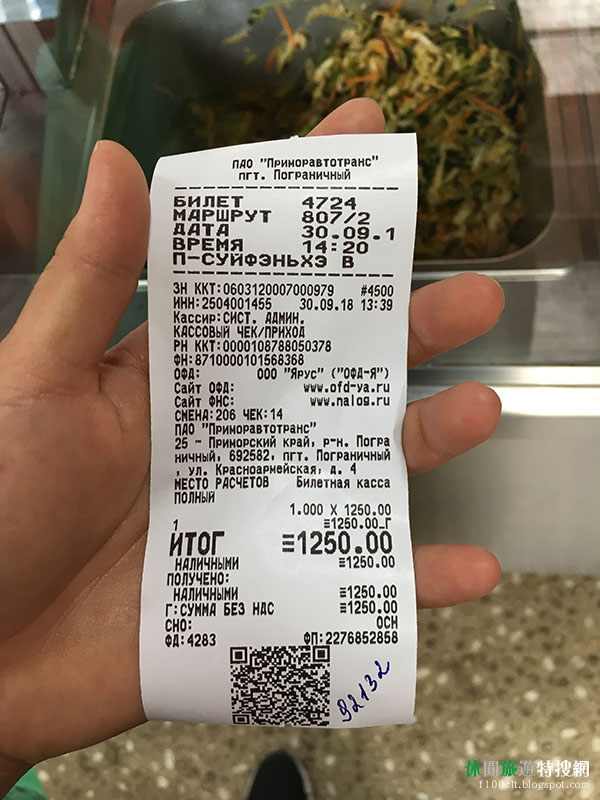 ПАО "Приморавтотранс"
пгт. Пограничный
БИЛЕТ 4724
МАРШРУТ 807/2
ДАТА 30.09.1
ВРЕМЯ 14:20
П-СУЙФЭНЬХЭ В
ЗН ККТ:0603120007000979 #4500
ИНН:2504001455 30.09.18 13:39
Кассир:СИСТ. АДМИН.
КАССОВЫЙ ЧЕК/ПРИХОД
РН ККТ:0000108788050378
ФН:8710000101568368
ОФД: ООО "Ярус" ("ОФД-Я")
Сайт ОФД: www.ofd-ya.ru
Сайт ФНС: www.nalog.ru
СМЕНА:206 ЧЕК:14
ПАО "Приморавтотранс"
25 - Приморский край, р-н. Погра
ничный, 692582, пгт. Пограничный
, ул. Красноармейская, д. 4
МЕСТО РАСЧЕТОВ Билетная касса
ПОЛНЫЙ
1.000 X 1250.00
1 ≡1250.00_Г
ИТОГ ≡1250.00
НАЛИЧНЫМИ ≡1250.00
ПОЛУЧЕНО:
НАЛИЧНЫМИ ≡1250.00
Г:СУММА БЕЗ НДС ≡1250.00
СНО: ОСН
ФД:4283 ФП:2276852858
92132
休閒旅遊特搜網
f100clt.blogspot.com